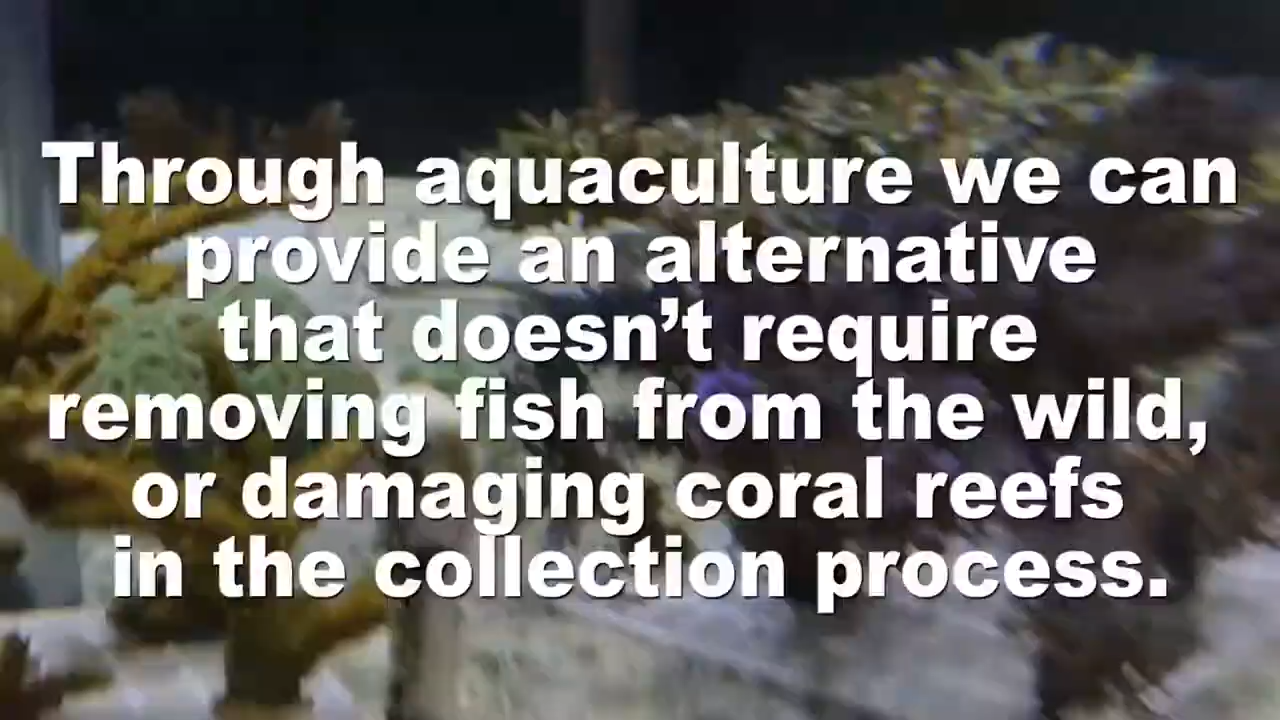 Through aquaculture we can
provide an alternative
that doesn’t require
removing fish from the wild,
or damaging coral reefs
in the collection process.